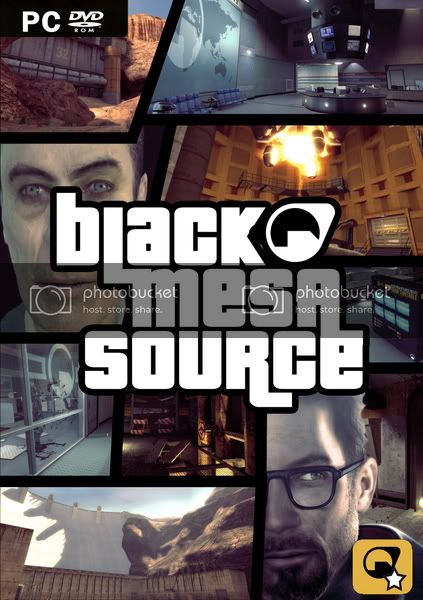 PC DVD
ROM
black
mesa
photobucket photobucket
host. store. share. host. store. share.
source